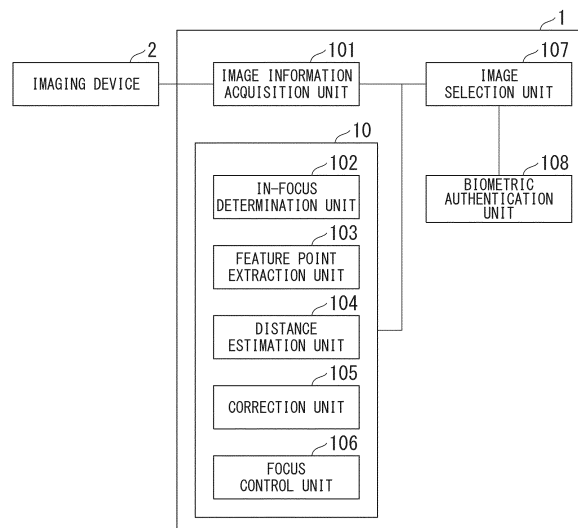 1
2
IMAGING DEVICE
101
IMAGE INFORMATION
ACQUISITION UNIT
107
IMAGE
SELECTION UNIT
10
102
IN-FOCUS
DETERMINATION UNIT
108
BIOMETRIC
AUTHENTICATION
UNIT
103
FEATURE POINT
EXTRACTION UNIT
104
DISTANCE
ESTIMATION UNIT
105
CORRECTION UNIT
106
FOCUS
CONTROL UNIT